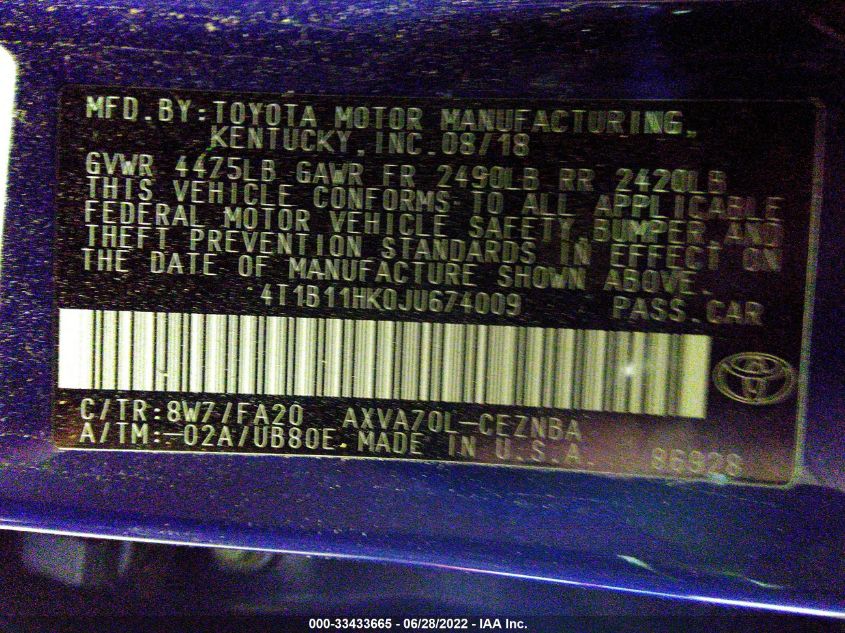 MFD.BY:TOYOTA MOTOR MANUFACTURING,
KENTUCKY,INC.08/18
GVWR 4475LB GAWR FR 2490LB RR 2420LB
THIS VEHICLE CONFORMS TO ALL APPLICABLE
FEDERAL MOTOR VEHICLE SAFETY,BUMPER AND
THEFT PREVENTION STANDARDS IN EFFECT ON
THE DATE OF MANUFACTURE SHOWN ABOVE.
4T1B11HK0JU674009 PASS.CAR
C/TR:8W7/FA20 AXVA70L-CEZNBA
A/TM:-02A/UB80E.MADE IN U.S.A. 86928
000-33433665 - 06/28/2022 - IAA Inc.